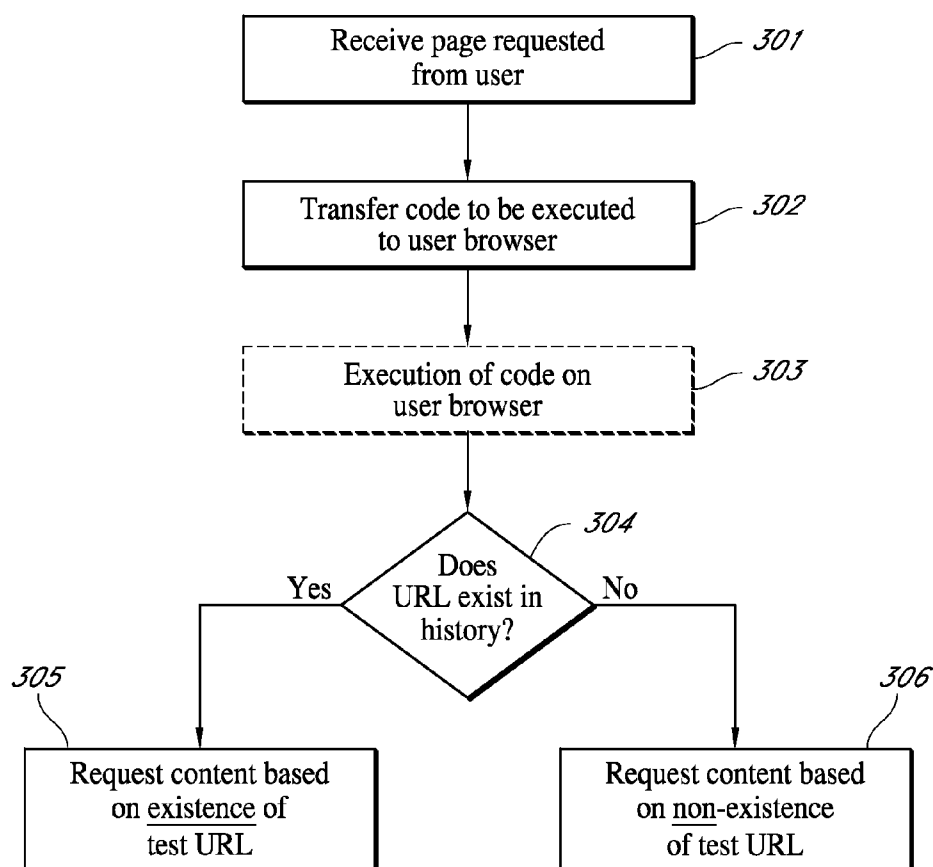 Receive page requested
from user
301
Transfer code to be executed
to user browser
302
Execution of code on
user browser
303
304
Does
URL exist in
history?
Yes
No
305
Request content based
on existence of
test URL
306
Request content based
on non-existence
of test URL